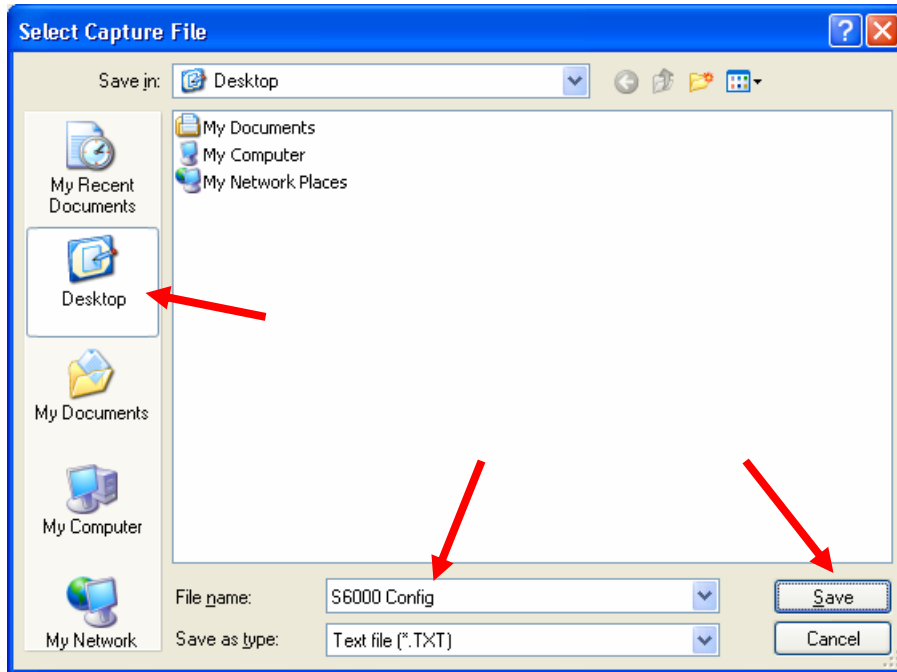 Select Capture File
Save in: Desktop
My Recent
Documents
Desktop
My Documents
My Computer
My Network
My Documents
My Computer
My Network Places
File name: S6000 Config Save
Save as type: Text file (*.TXT) Cancel